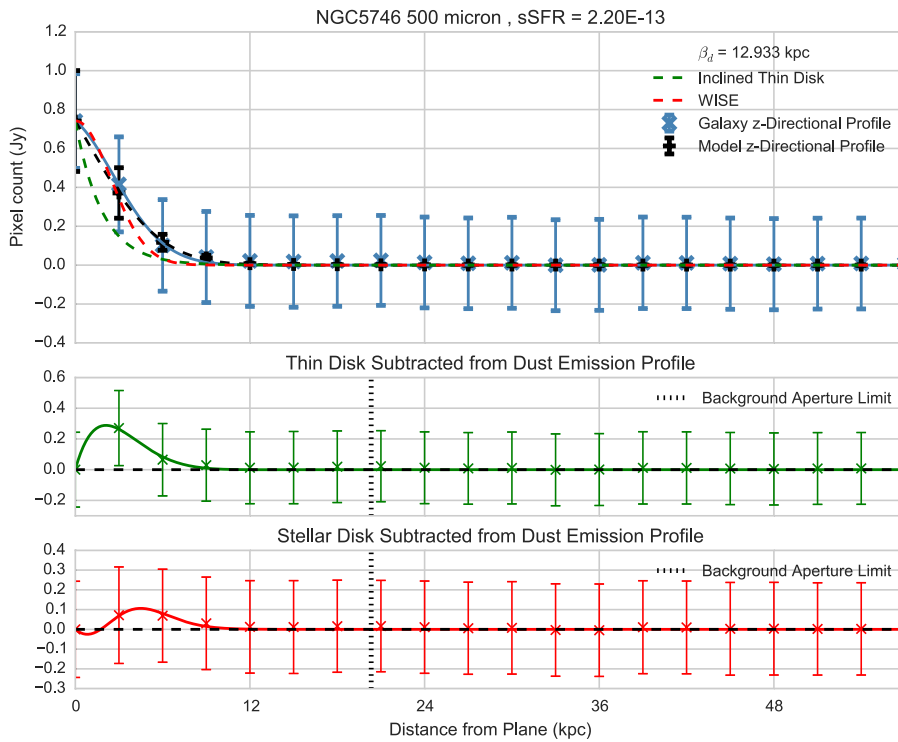 NGC5746 500 micron , sSFR = 2.20E-13
1.2
1.0
0.8
0.6
0.4
0.2
0.0
−0.2
−0.4
Pixel count (Jy)
β_d = 12.933 kpc
Inclined Thin Disk
WISE
Galaxy z-Directional Profile
Model z-Directional Profile
Thin Disk Subtracted from Dust Emission Profile
0.6
0.4
0.2
0.0
−0.2
Background Aperture Limit
Stellar Disk Subtracted from Dust Emission Profile
0.4
0.3
0.2
0.1
0.0
−0.1
−0.2
−0.3
Background Aperture Limit
0 12 24 36 48
Distance from Plane (kpc)